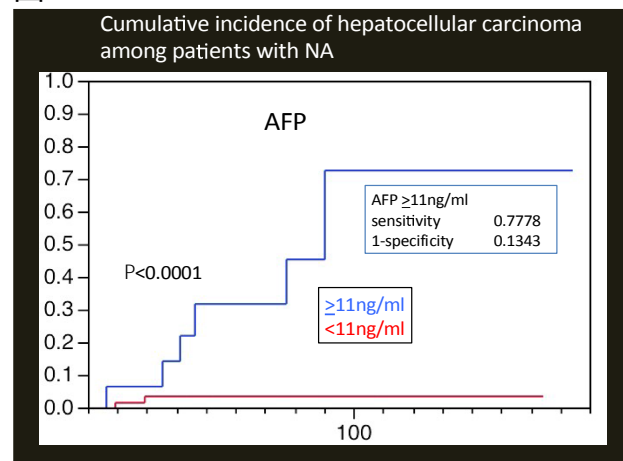 Cumulative incidence of hepatocellular carcinoma
among patients with NA
1.0
0.9
0.8
0.7
0.6
0.5
0.4
0.3
0.2
0.1
0.0
AFP
AFP ≥11ng/ml
sensitivity 0.7778
1-specificity 0.1343
P<0.0001
≥11ng/ml
<11ng/ml
100